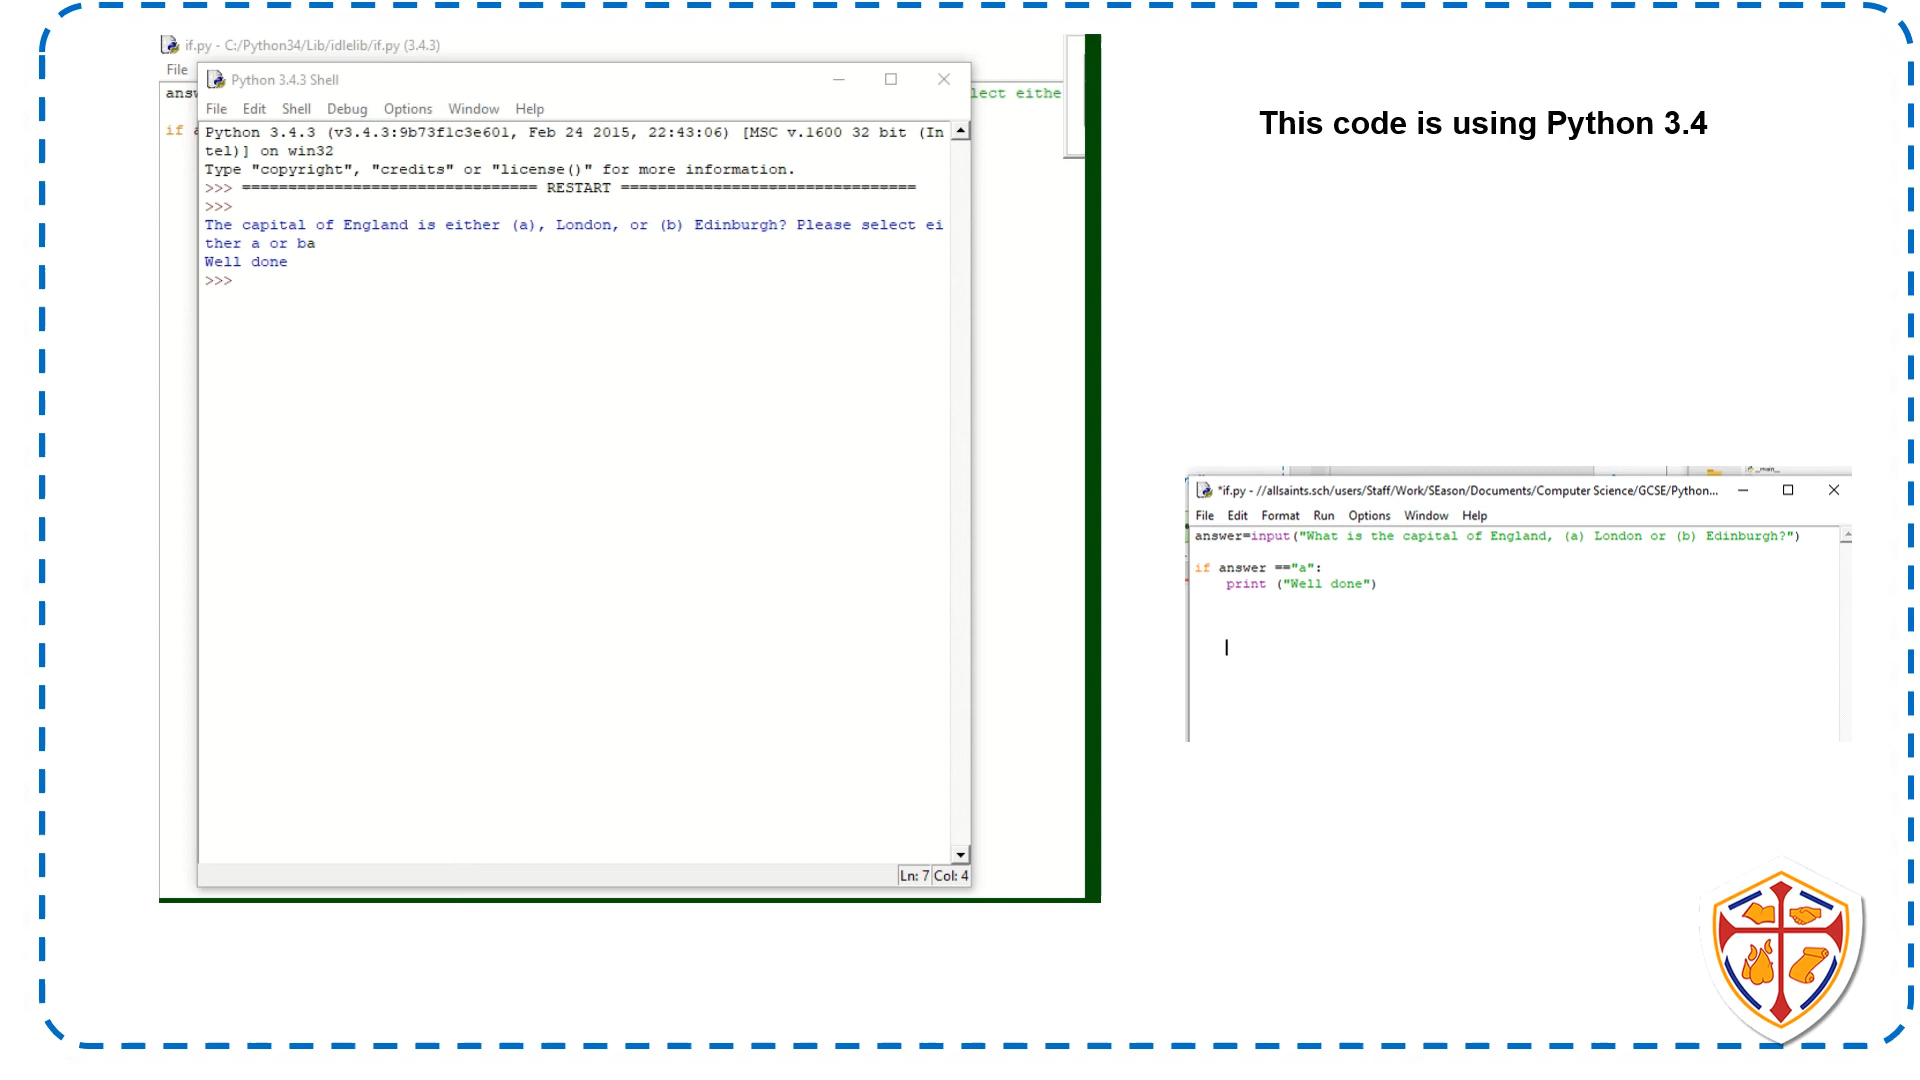 if.py - C:/Python34/Lib/idlelib/if.py (3.4.3)
File
Python 3.4.3 Shell
answ
lect eithe
File Edit Shell Debug Options Window Help
if a
Python 3.4.3 (v3.4.3:9b73f1c3e601, Feb 24 2015, 22:43:06) [MSC v.1600 32 bit (In
tel)] on win32
Type "copyright", "credits" or "license()" for more information.
>>> ================================ RESTART ================================
>>>
The capital of England is either (a), London, or (b) Edinburgh? Please select ei
ther a or ba
Well done
>>>
Ln: 7 Col: 4
This code is using Python 3.4
_main_
*if.py - //allsaints.sch/users/Staff/Work/SEason/Documents/Computer Science/GCSE/Python...
File Edit Format Run Options Window Help
answer=input("What is the capital of England, (a) London or (b) Edinburgh?")
if answer =="a":
print ("Well done")